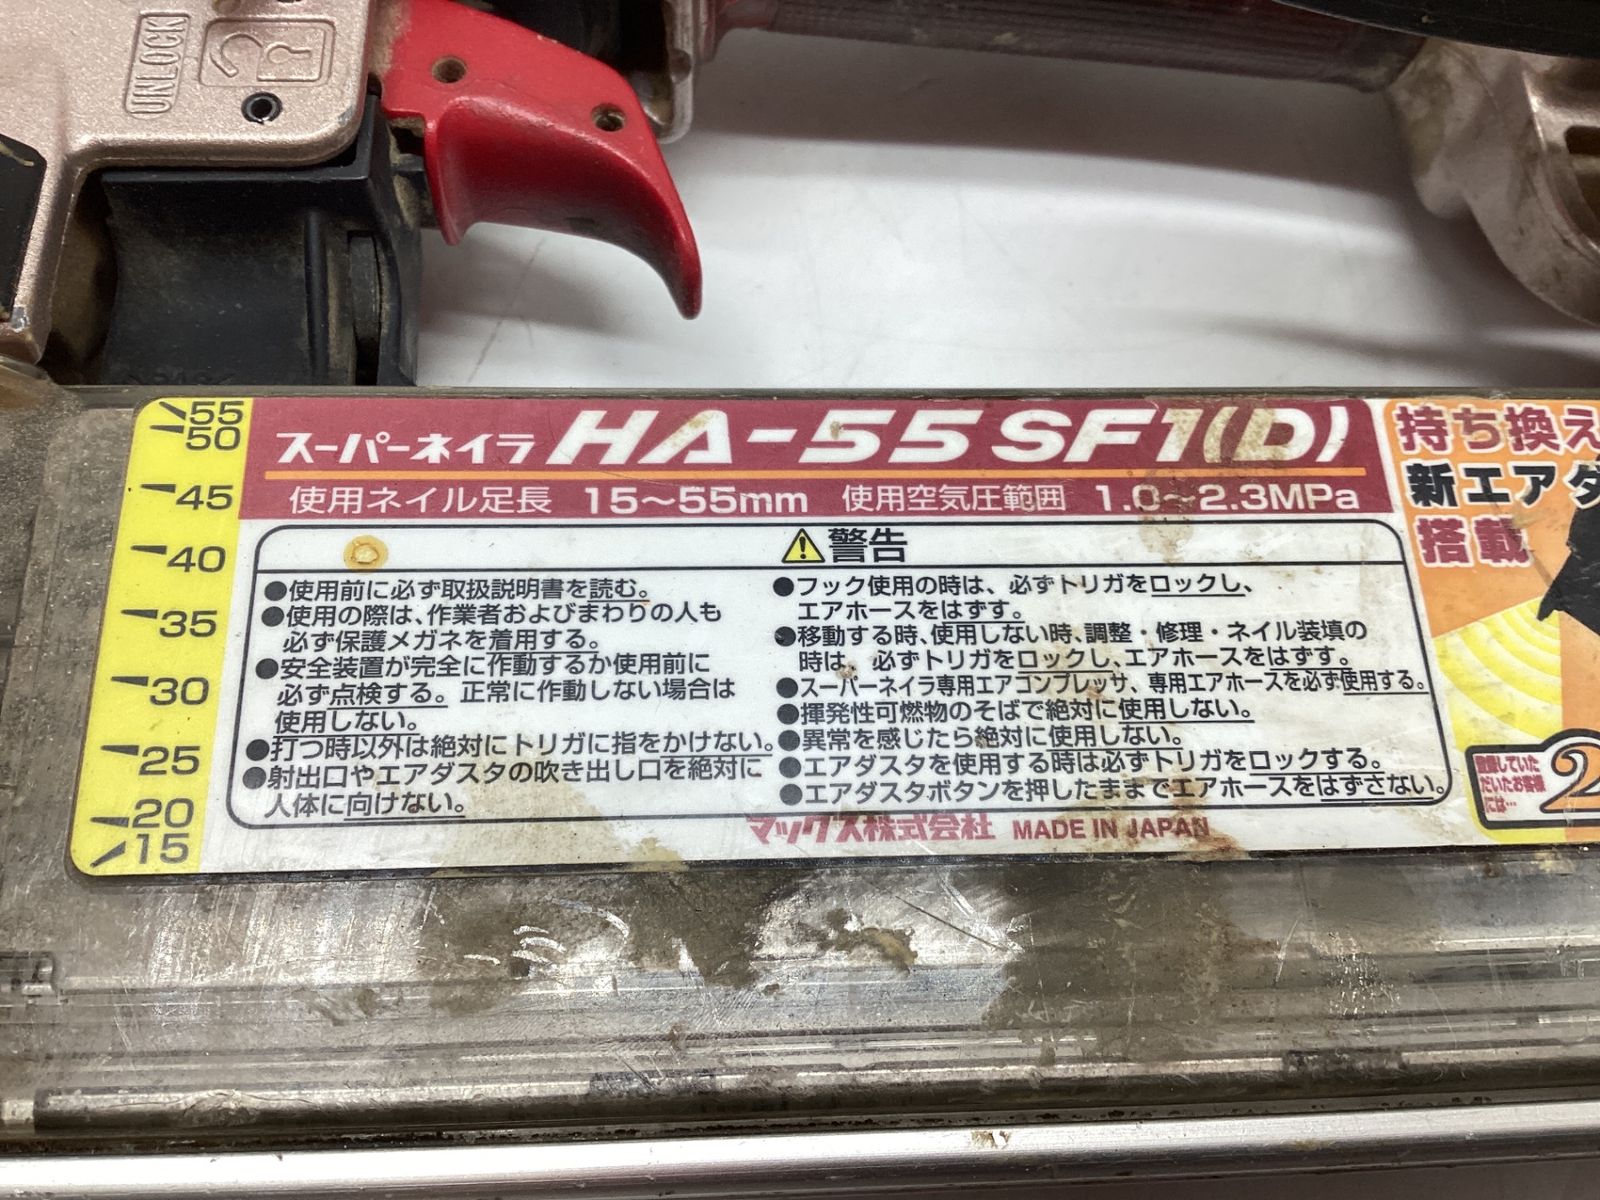 UNLOCK
55
50
45
40
35
30
25
20
15
スーパーネイラ HA-55SF1(D)
使用ネイル足長 15～55mm 使用空気圧範囲 1.0～2.3MPa
警告
●使用前に必ず取扱説明書を読む。
●使用の際は、作業者およびまわりの人も
必ず保護メガネを着用する。
●安全装置が完全に作動するか使用前に
必ず点検する。正常に作動しない場合は
使用しない。
●打つ時以外は絶対にトリガに指をかけない。
●射出口やエアダスタの吹き出し口を絶対に
人体に向けない。
●フック使用の時は、必ずトリガをロックし、
エアホースをはずす。
●移動する時、使用しない時、調整・修理・ネイル装填の
時は、必ずトリガをロックし、エアホースをはずす。
●スーパーネイラ専用エアコンプレッサ、専用エアホースを必ず使用する。
●揮発性可燃物のそばで絶対に使用しない。
●異常を感じたら絶対に使用しない。
●エアダスタを使用する時は必ずトリガをロックする。
●エアダスタボタンを押したままでエアホースをはずさない。
マックス株式会社 MADE IN JAPAN
持ち換え
新エアダ
搭載
登録していた
だいたお客様
には…
2